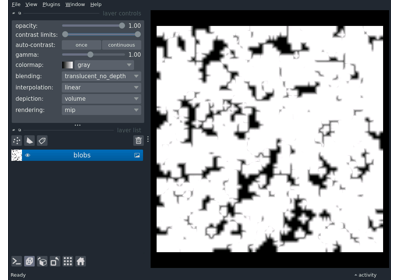 File View Plugins Window Help
layer controls
opacity: 1.00
contrast limits:
auto-contrast: once continuous
gamma: 1.00
colormap: gray
blending: translucent_no_depth
interpolation: linear
depiction: volume
rendering: mip
layer list
blobs
Ready activity